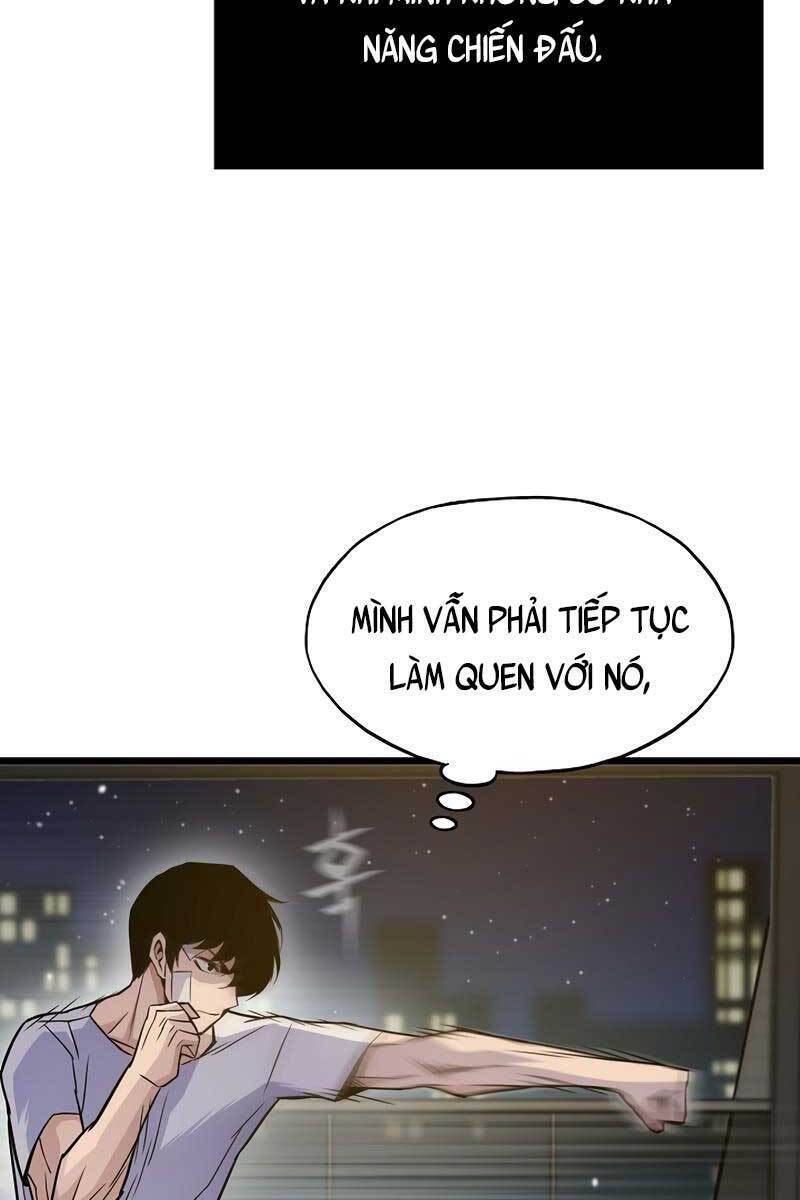 NĂNG CHIẾN ĐẤU.
MÌNH VẪN PHẢI TIẾP TỤC
LÀM QUEN VỚI NÓ,
훅